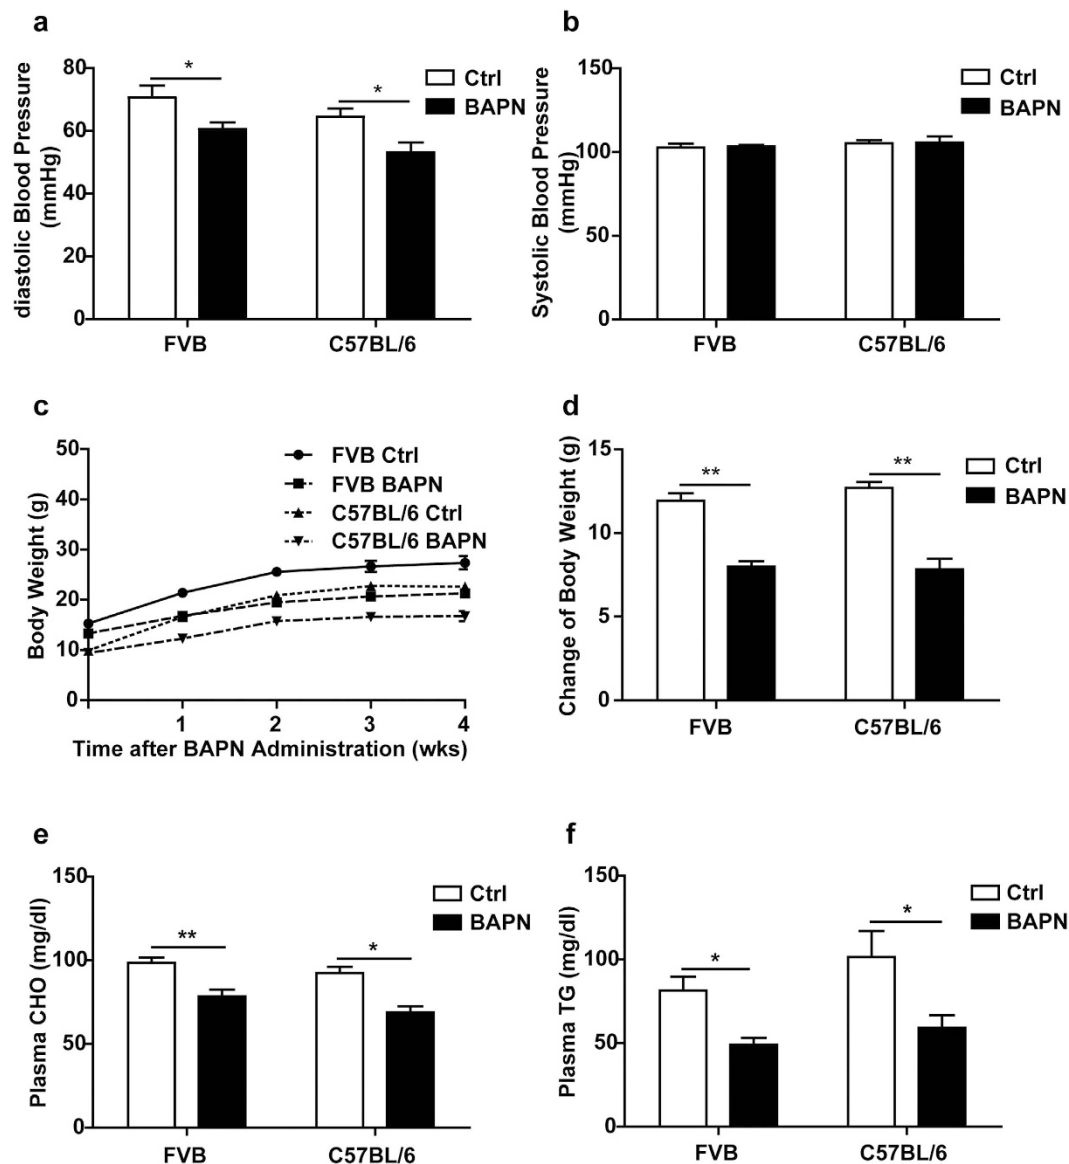 a
diastolic Blood Pressure
(mmHg)
80
60
40
20
0
*
*
Ctrl
BAPN
FVB
C57BL/6
b
Systolic Blood Pressure
(mmHg)
150
100
50
0
Ctrl
BAPN
FVB
C57BL/6
c
Body Weight (g)
50
40
30
20
10
0
FVB Ctrl
FVB BAPN
C57BL/6 Ctrl
C57BL/6 BAPN
1
2
3
4
Time after BAPN Administration (wks)
d
Change of Body Weight (g)
15
10
5
0
**
**
Ctrl
BAPN
FVB
C57BL/6
e
Plasma CHO (mg/dl)
150
100
50
0
**
*
Ctrl
BAPN
FVB
C57BL/6
f
Plasma TG (mg/dl)
150
100
50
0
*
*
Ctrl
BAPN
FVB
C57BL/6